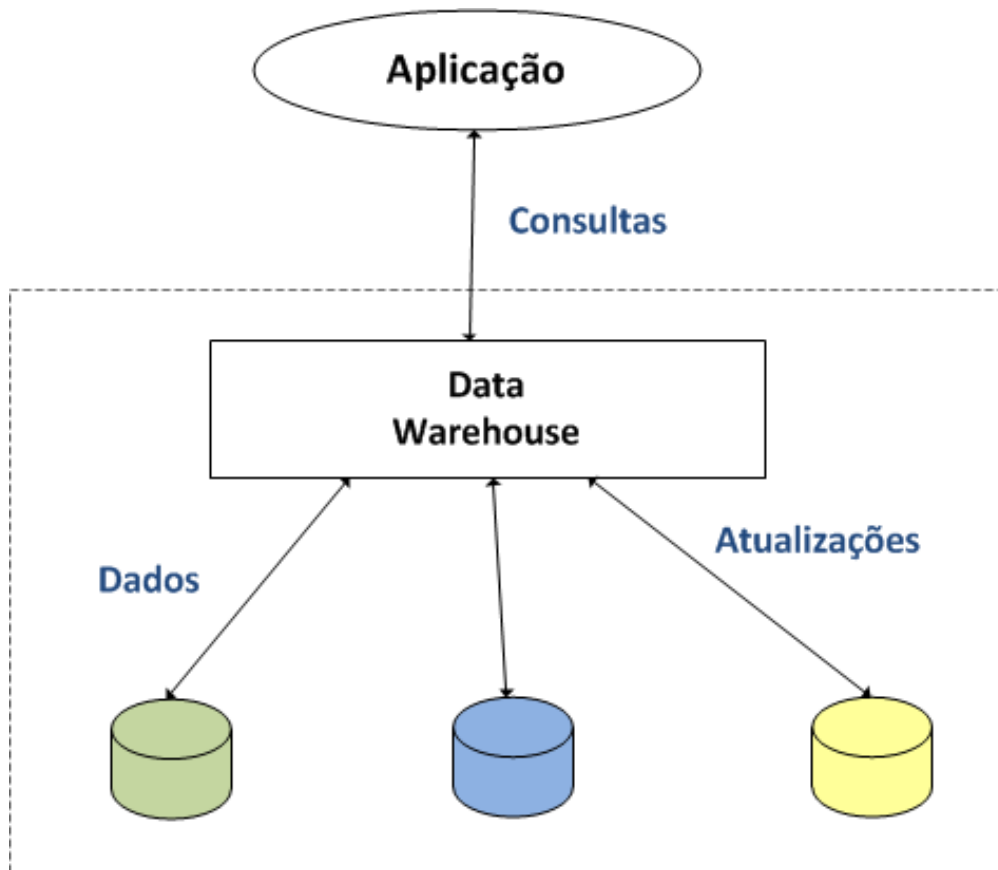 Aplicação
Consultas
Data
Warehouse
Atualizações
Dados